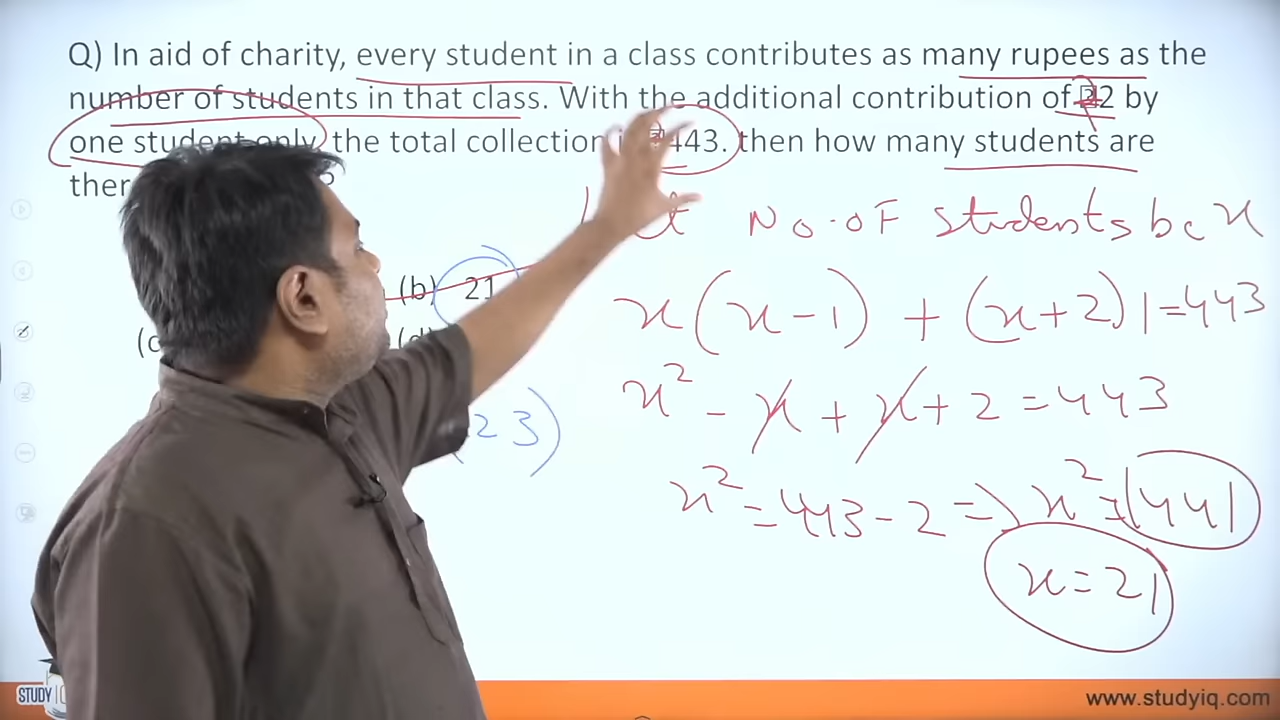 Q) In aid of charity, every student in a class contributes as many rupees as the
number of students in that class. With the additional contribution of 2 by
one student only, the total collection 443. then how many students are
No. of students be x
(b) 21
x(x-1) + (x+2)1=443
x² - x + x + 2 = 443
23)
x² = 443 - 2 => x² = 441
x = 21
STUDY
www.studyiq.com